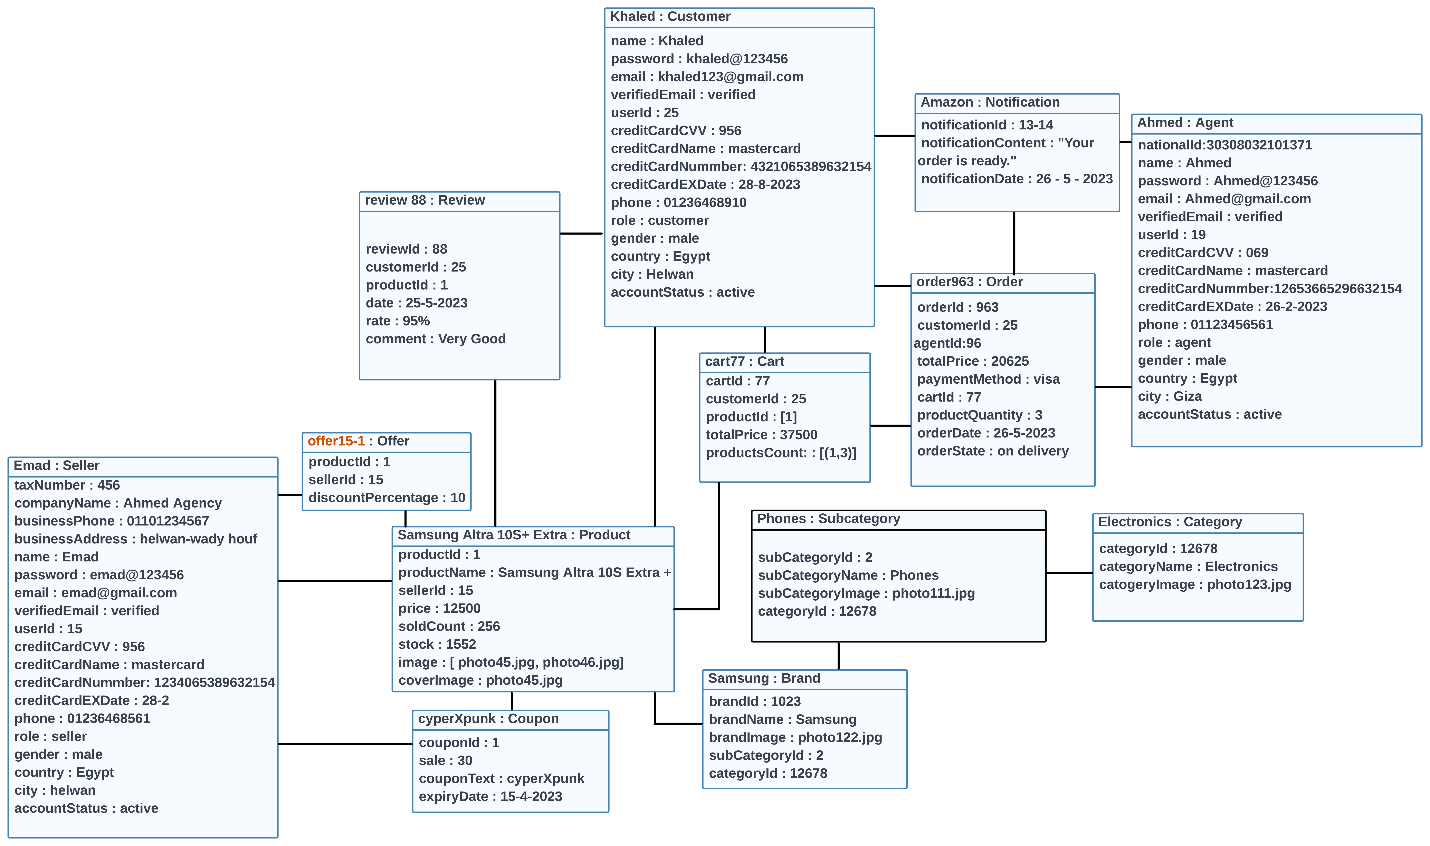 Khaled : Customer
name : Khaled
password : khaled@123456
email : khaled123@gmail.com
verifiedEmail : verified
userId : 25
creditCardCVV : 956
creditCardName : mastercard
creditCardNummber: 4321065389632154
creditCardEXDate : 28-8-2023
phone : 01236468910
role : customer
gender : male
country : Egypt
city : Helwan
accountStatus : active
Amazon : Notification
notificationId : 13-14
notificationContent : "Your
order is ready."
notificationDate : 26 - 5 - 2023
Ahmed : Agent
nationalId:30308032101371
name : Ahmed
password : Ahmed@123456
email : Ahmed@gmail.com
verifiedEmail : verified
userId : 19
creditCardCVV : 069
creditCardName : mastercard
creditCardNummber:12653665296632154
creditCardEXDate : 26-2-2023
phone : 01123456561
role : agent
gender : male
country : Egypt
city : Giza
accountStatus : active
review 88 : Review
reviewId : 88
customerId : 25
productId : 1
date : 25-5-2023
rate : 95%
comment : Very Good
order963 : Order
orderId : 963
customerId : 25
agentId:96
totalPrice : 20625
paymentMethod : visa
cartId : 77
productQuantity : 3
orderDate : 26-5-2023
orderState : on delivery
cart77 : Cart
cartId : 77
customerId : 25
productId : [1]
totalPrice : 37500
productsCount: : [(1,3)]
offer15-1 : Offer
productId : 1
sellerId : 15
discountPercentage : 10
Emad : Seller
taxNumber : 456
companyName : Ahmed Agency
businessPhone : 01101234567
businessAddress : helwan-wady houf
name : Emad
password : emad@123456
email : emad@gmail.com
verifiedEmail : verified
userId : 15
creditCardCVV : 956
creditCardName : mastercard
creditCardNummber: 1234065389632154
creditCardEXDate : 28-2
phone : 01236468561
role : seller
gender : male
country : Egypt
city : helwan
accountStatus : active
Samsung Altra 10S+ Extra : Product
productId : 1
productName : Samsung Altra 10S Extra +
sellerId : 15
price : 12500
soldCount : 256
stock : 1552
image : [ photo45.jpg, photo46.jpg]
coverImage : photo45.jpg
Phones : Subcategory
subCategoryId : 2
subCategoryName : Phones
subCategoryImage : photo111.jpg
categoryId : 12678
Electronics : Category
categoryId : 12678
categoryName : Electronics
catogeryImage : photo123.jpg
Samsung : Brand
brandId : 1023
brandName : Samsung
brandImage : photo122.jpg
subCategoryId : 2
categoryId : 12678
cyperXpunk : Coupon
couponId : 1
sale : 30
couponText : cyperXpunk
expiryDate : 15-4-2023